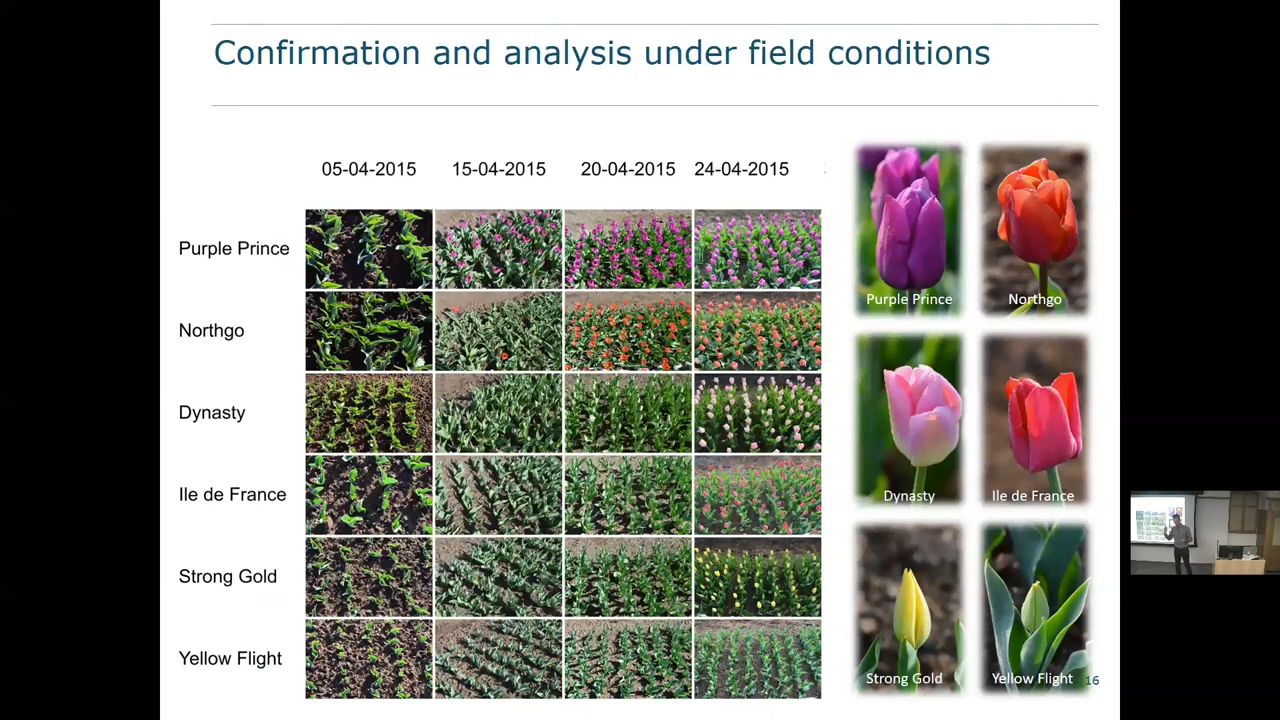 Confirmation and analysis under field conditions
05-04-2015 15-04-2015 20-04-2015 24-04-2015
Purple Prince
Northgo
Dynasty
Ile de France
Strong Gold
Yellow Flight
Purple Prince Northgo
Dynasty Ile de France
Strong Gold Yellow Flight
16